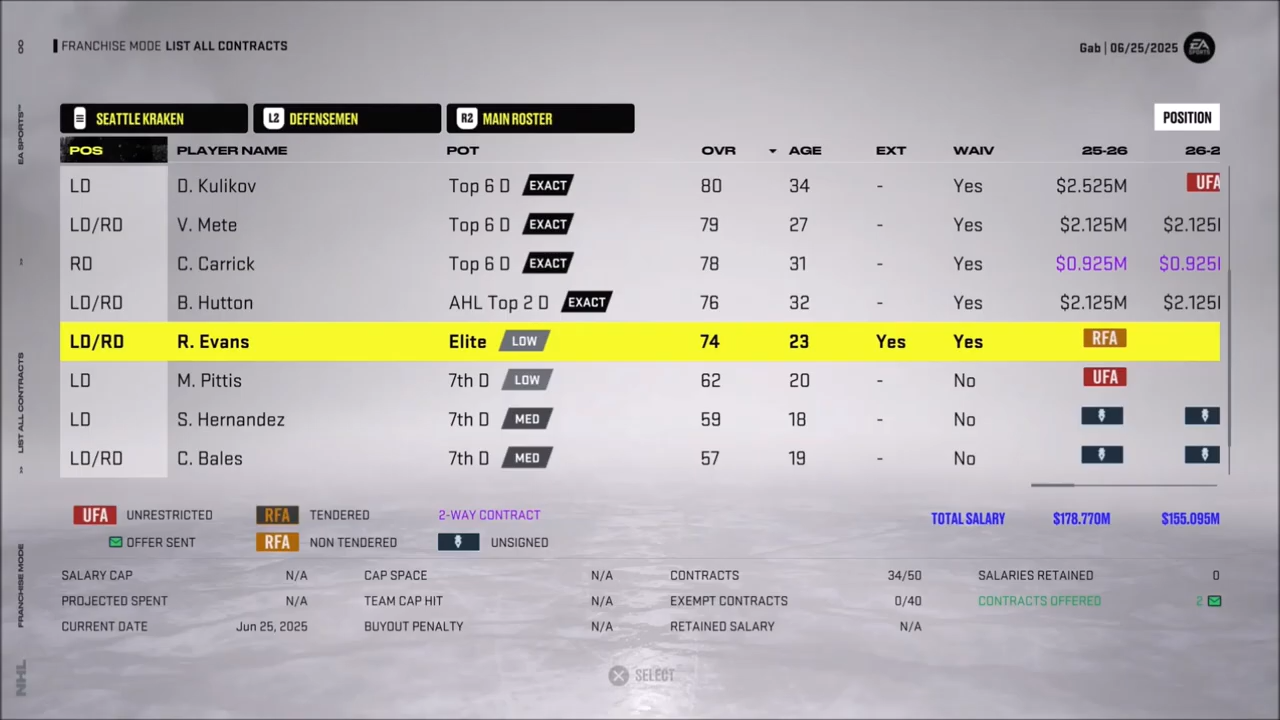 FRANCHISE MODE LIST ALL CONTRACTS
Gab | 06/25/2025 EA SPORTS
SEATTLE KRAKEN L2 DEFENSEMEN R2 MAIN ROSTER POSITION
POS PLAYER NAME POT OVR AGE EXT WAIV 25-26 26-2
LD D. Kulikov Top 6 D EXACT 80 34 - Yes $2.525M UFA
LD/RD V. Mete Top 6 D EXACT 79 27 - Yes $2.125M $2.125
RD C. Carrick Top 6 D EXACT 78 31 - Yes $0.925M $0.925
LD/RD B. Hutton AHL Top 2 D EXACT 76 32 - Yes $2.125M $2.125
LD/RD R. Evans Elite LOW 74 23 Yes Yes RFA
LD M. Pittis 7th D LOW 62 20 - No UFA
LD S. Hernandez 7th D MED 59 18 - No
LD/RD C. Bales 7th D MED 57 19 - No
UFA UNRESTRICTED RFA TENDERED 2-WAY CONTRACT TOTAL SALARY $178.770M $155.095M
OFFER SENT RFA NON TENDERED UNSIGNED
SALARY CAP N/A CAP SPACE N/A CONTRACTS 34/50 SALARIES RETAINED 0
PROJECTED SPENT N/A TEAM CAP HIT N/A EXEMPT CONTRACTS 0/40 CONTRACTS OFFERED 2
CURRENT DATE Jun 25, 2025 BUYOUT PENALTY N/A RETAINED SALARY N/A
SELECT
EA SPORTS™
LIST ALL CONTRACTS
FRANCHISE MODE
NHL